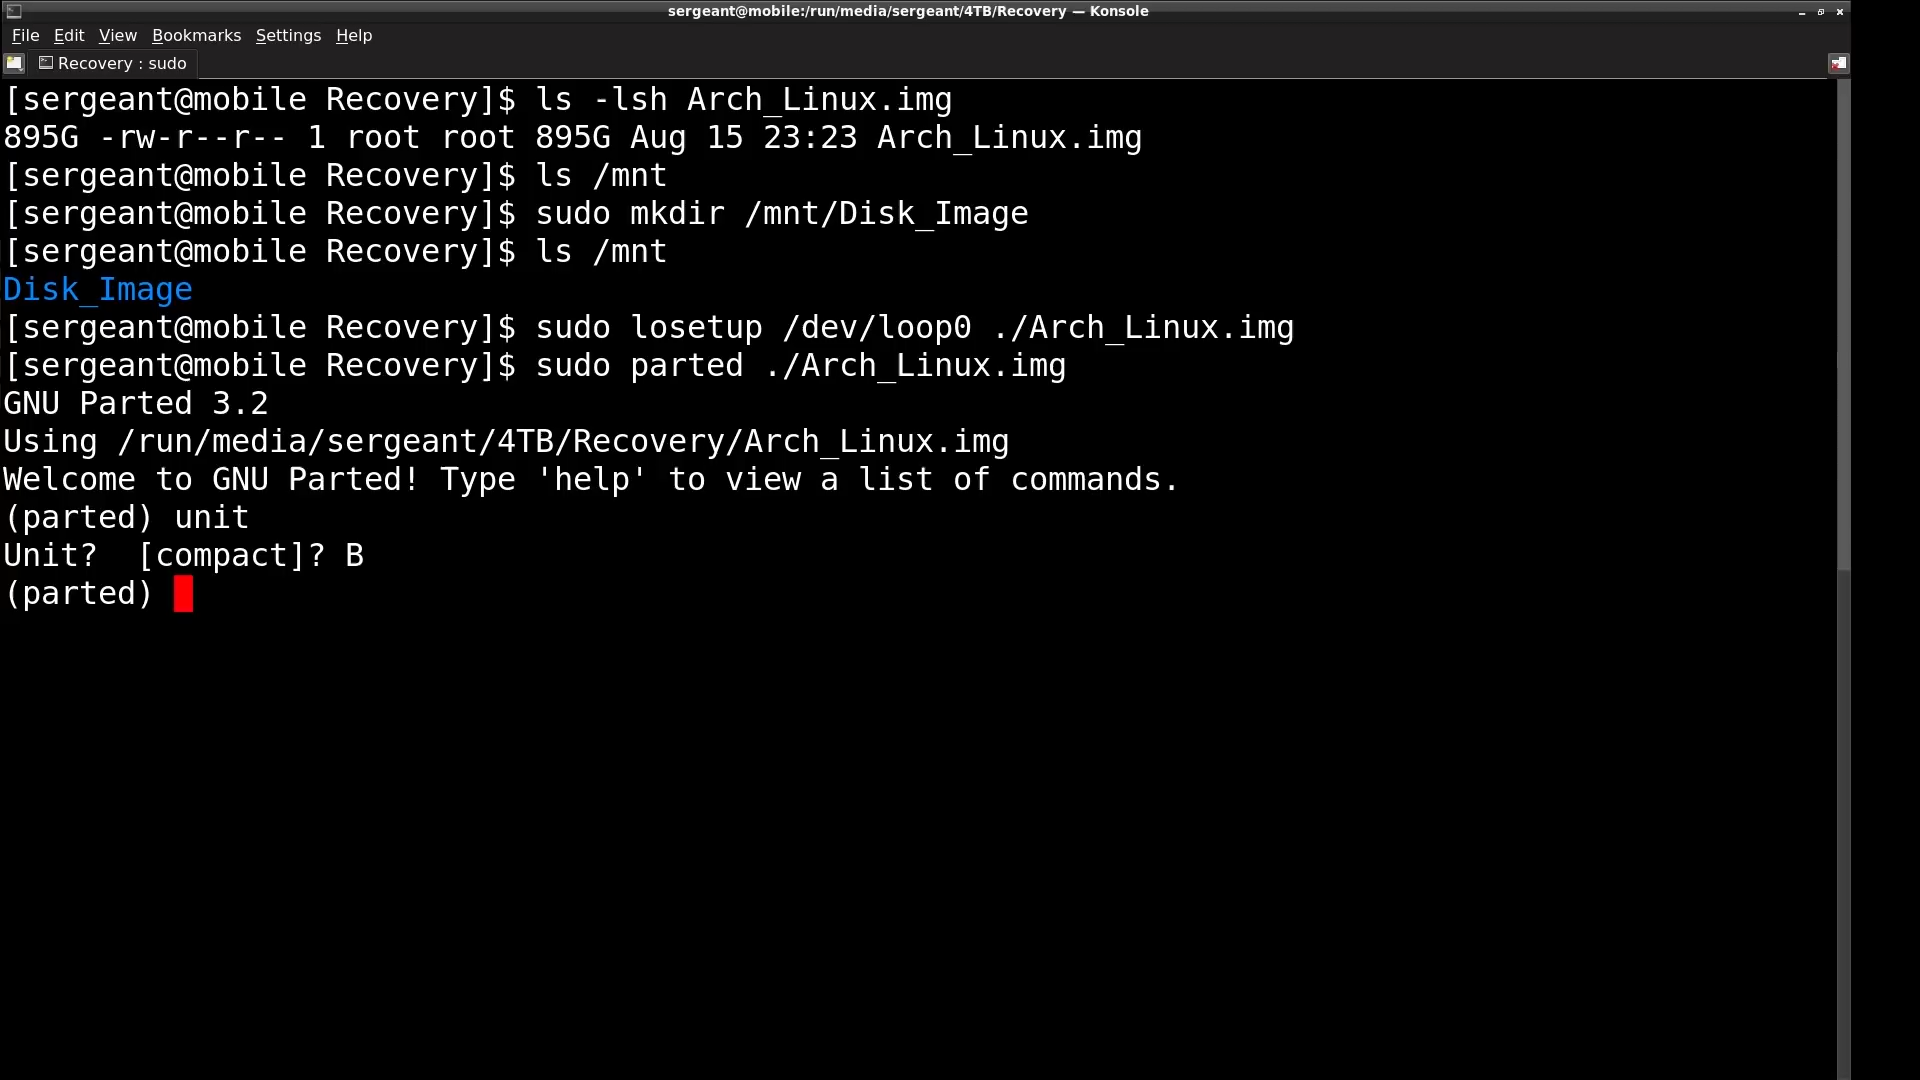 sergeant@mobile:/run/media/sergeant/4TB/Recovery — Konsole
File Edit View Bookmarks Settings Help
Recovery : sudo
[sergeant@mobile Recovery]$ ls -lsh Arch_Linux.img
895G -rw-r--r-- 1 root root 895G Aug 15 23:23 Arch_Linux.img
[sergeant@mobile Recovery]$ ls /mnt
[sergeant@mobile Recovery]$ sudo mkdir /mnt/Disk_Image
[sergeant@mobile Recovery]$ ls /mnt
Disk_Image
[sergeant@mobile Recovery]$ sudo losetup /dev/loop0 ./Arch_Linux.img
[sergeant@mobile Recovery]$ sudo parted ./Arch_Linux.img
GNU Parted 3.2
Using /run/media/sergeant/4TB/Recovery/Arch_Linux.img
Welcome to GNU Parted! Type 'help' to view a list of commands.
(parted) unit
Unit?  [compact]? B
(parted)